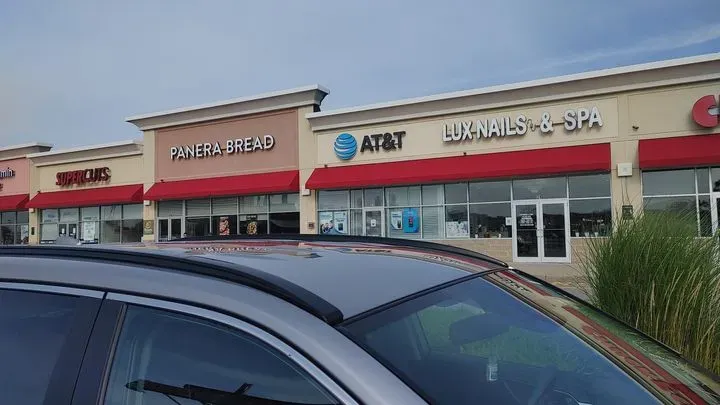 SUPERCUTS
PANERA BREAD
AT&T
LUX NAILS & SPA